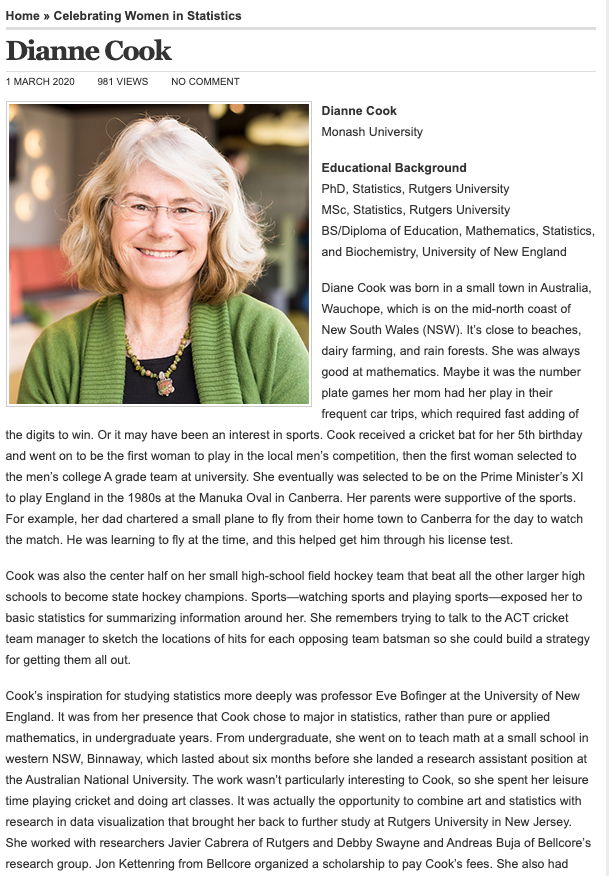 Home » Celebrating Women in Statistics
Dianne Cook
1 MARCH 2020 981 VIEWS NO COMMENT
Dianne Cook
Monash University
Educational Background
PhD, Statistics, Rutgers University
MSc, Statistics, Rutgers University
BS/Diploma of Education, Mathematics, Statistics,
and Biochemistry, University of New England
Diane Cook was born in a small town in Australia,
Wauchope, which is on the mid-north coast of
New South Wales (NSW). It’s close to beaches,
dairy farming, and rain forests. She was always
good at mathematics. Maybe it was the number
plate games her mom had her play in their
frequent car trips, which required fast adding of
the digits to win. Or it may have been an interest in sports. Cook received a cricket bat for her 5th birthday
and went on to be the first woman to play in the local men’s competition, then the first woman selected to
the men’s college A grade team at university. She eventually was selected to be on the Prime Minister’s XI
to play England in the 1980s at the Manuka Oval in Canberra. Her parents were supportive of the sports.
For example, her dad chartered a small plane to fly from their home town to Canberra for the day to watch
the match. He was learning to fly at the time, and this helped get him through his license test.
Cook was also the center half on her small high-school field hockey team that beat all the other larger high
schools to become state hockey champions. Sports—watching sports and playing sports—exposed her to
basic statistics for summarizing information around her. She remembers trying to talk to the ACT cricket
team manager to sketch the locations of hits for each opposing team batsman so she could build a strategy
for getting them all out.
Cook’s inspiration for studying statistics more deeply was professor Eve Bofinger at the University of New
England. It was from her presence that Cook chose to major in statistics, rather than pure or applied
mathematics, in undergraduate years. From undergraduate, she went on to teach math at a small school in
western NSW, Binnaway, which lasted about six months before she landed a research assistant position at
the Australian National University. The work wasn’t particularly interesting to Cook, so she spent her leisure
time playing cricket and doing art classes. It was actually the opportunity to combine art and statistics with
research in data visualization that brought her back to further study at Rutgers University in New Jersey.
She worked with researchers Javier Cabrera of Rutgers and Debby Swayne and Andreas Buja of Bellcore’s
research group. Jon Kettenring from Bellcore organized a scholarship to pay Cook’s fees. She also had